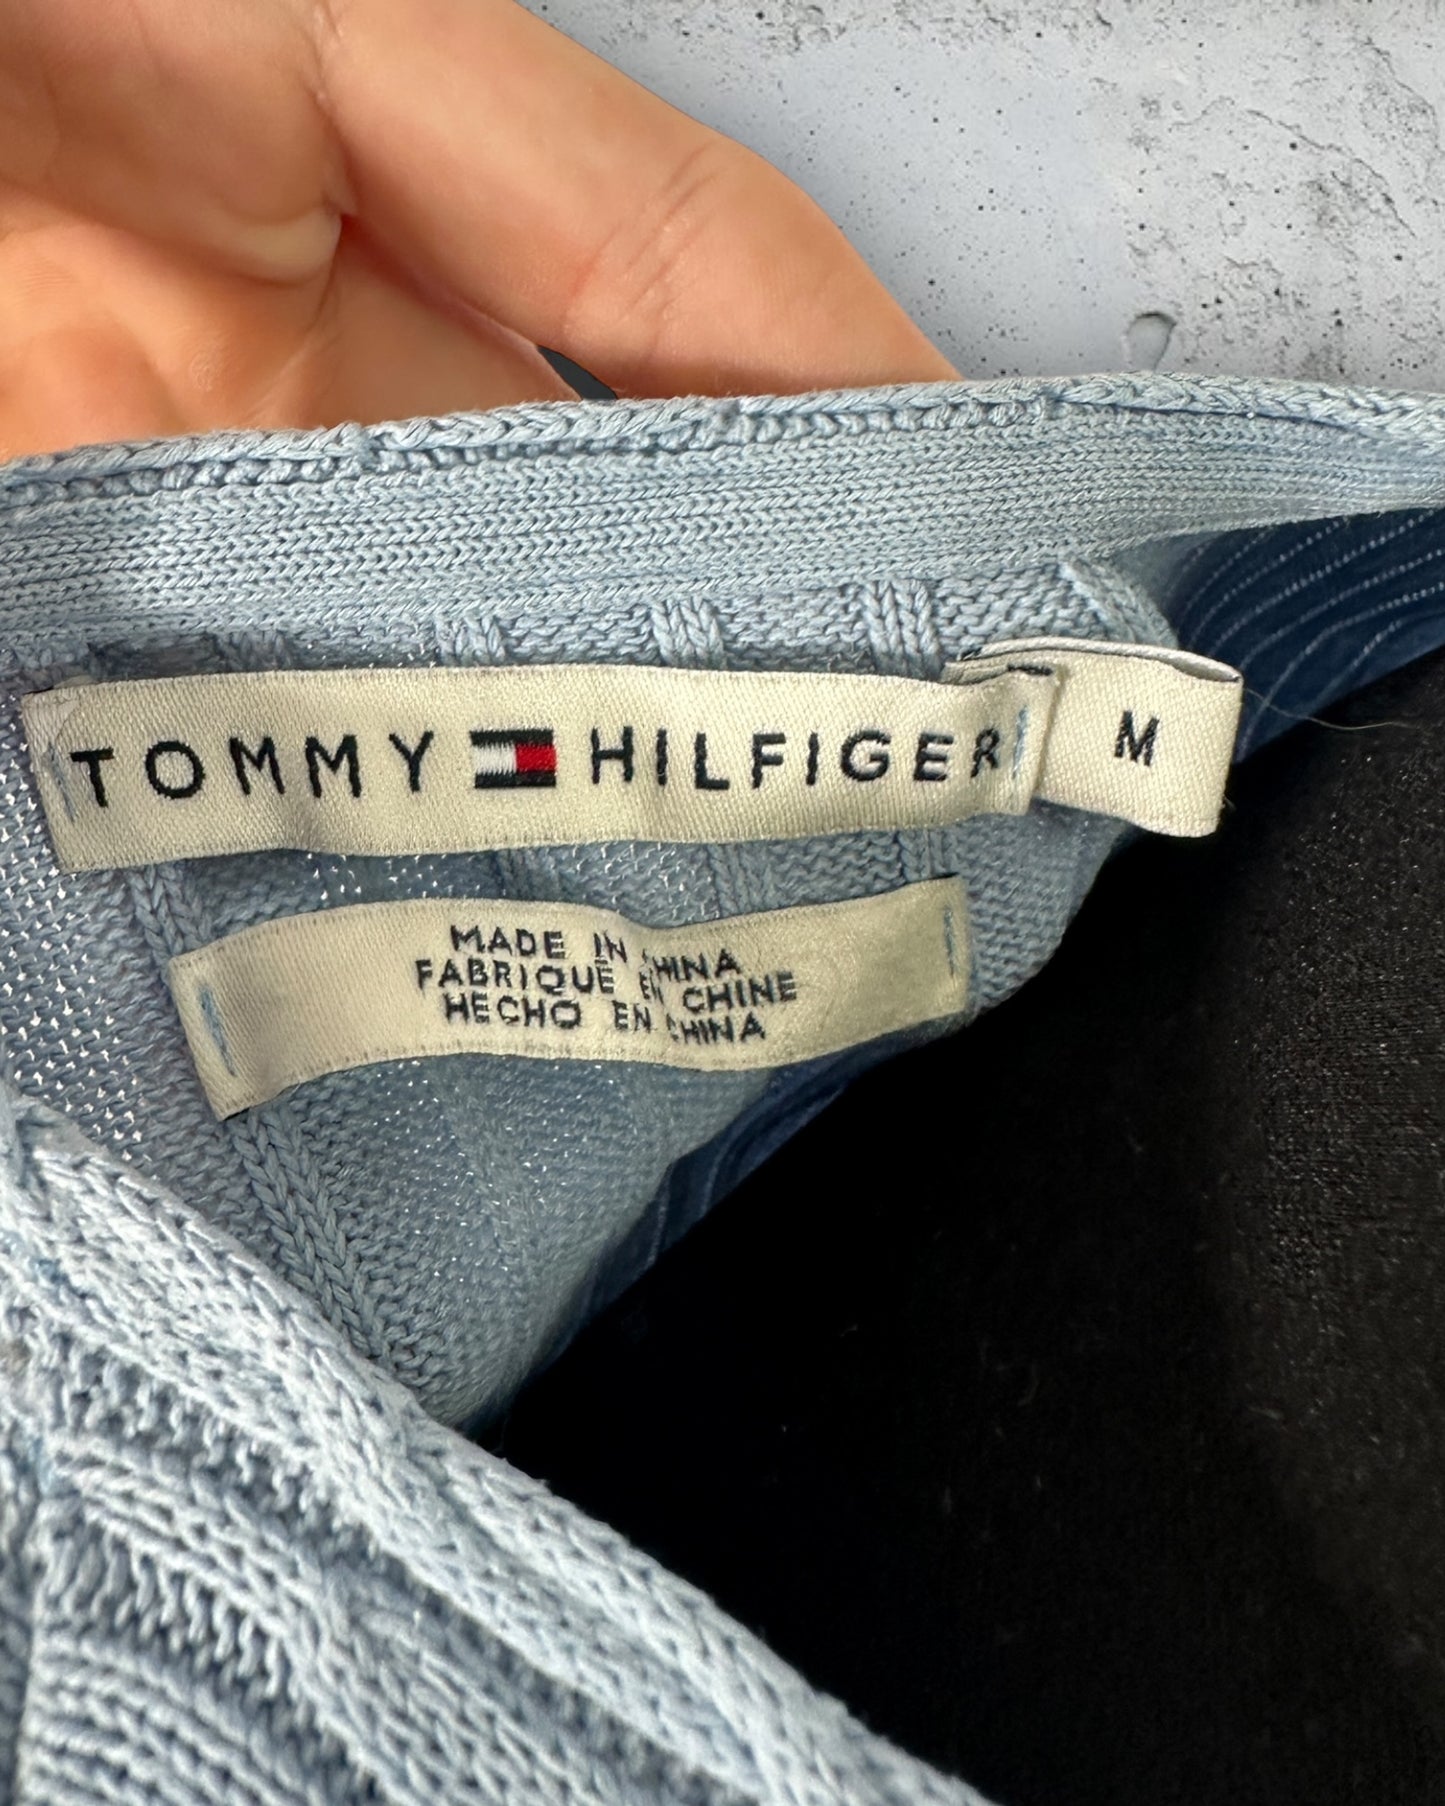 TOMMY HILFIGER
M
MADE IN CHINA
FABRIQUÉ EN CHINE
HECHO EN CHINA